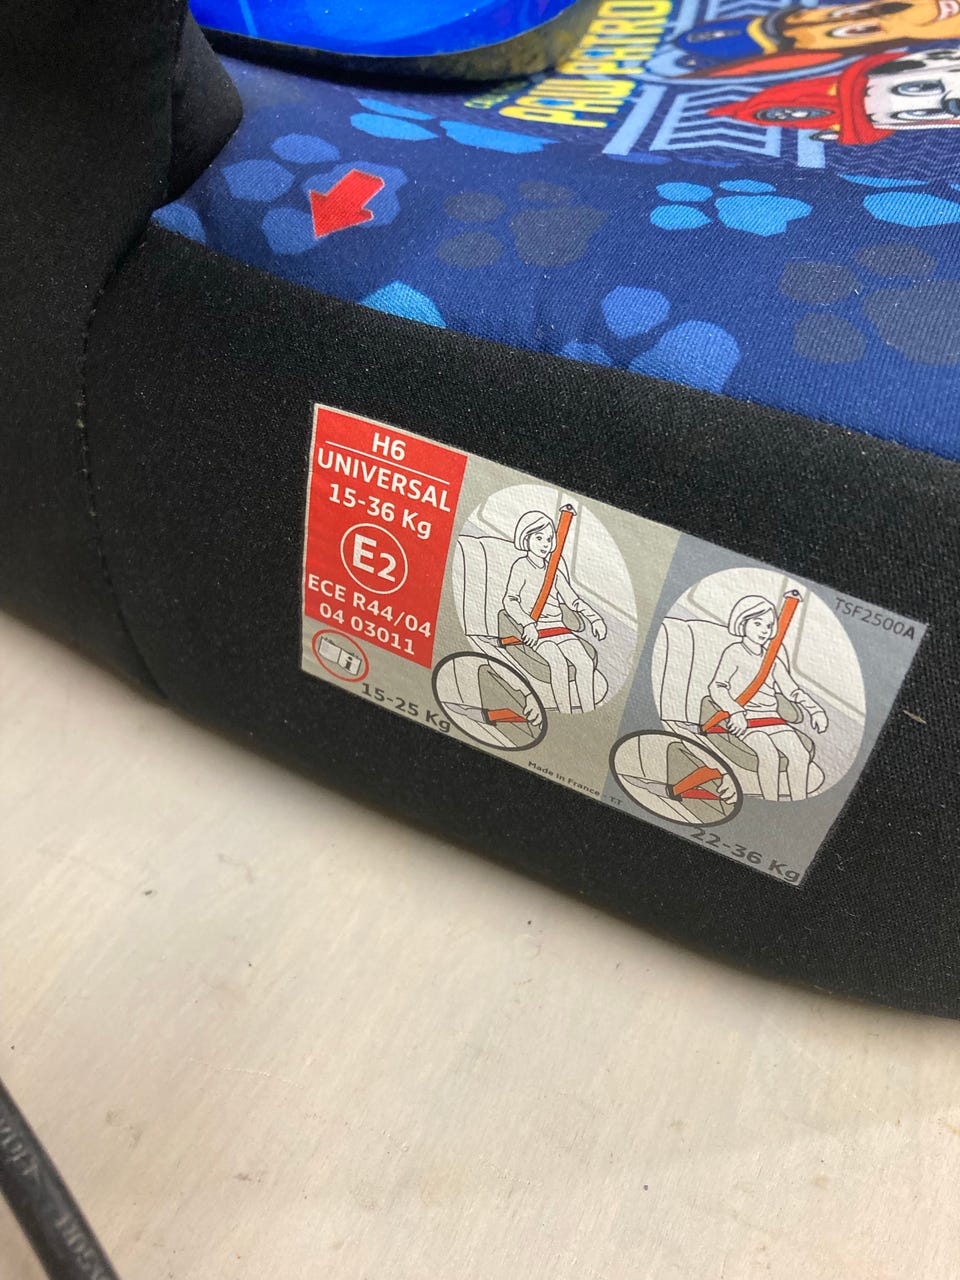 PAW PATROL
H6
UNIVERSAL
15-36 Kg
E2
ECE R44/04
04 03011
i
15-25 Kg
Made in France - TT
TSF2500A
22-36 Kg